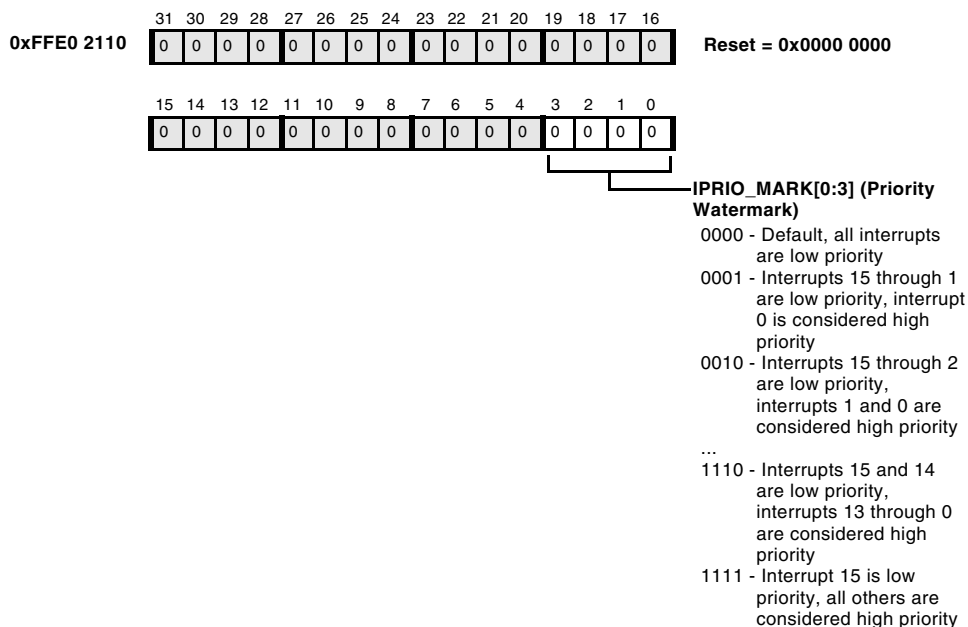 31 30 29 28 27 26 25 24 23 22 21 20 19 18 17 16
0xFFE0 2110 0 0 0 0 0 0 0 0 0 0 0 0 0 0 0 0 Reset = 0x0000 0000
15 14 13 12 11 10 9 8 7 6 5 4 3 2 1 0
0 0 0 0 0 0 0 0 0 0 0 0 0 0 0 0
IPRIO_MARK[0:3] (Priority
Watermark)
0000 - Default, all interrupts
are low priority
0001 - Interrupts 15 through 1
are low priority, interrupt
0 is considered high
priority
0010 - Interrupts 15 through 2
are low priority,
interrupts 1 and 0 are
considered high priority
...
1110 - Interrupts 15 and 14
are low priority,
interrupts 13 through 0
are considered high
priority
1111 - Interrupt 15 is low
priority, all others are
considered high priority